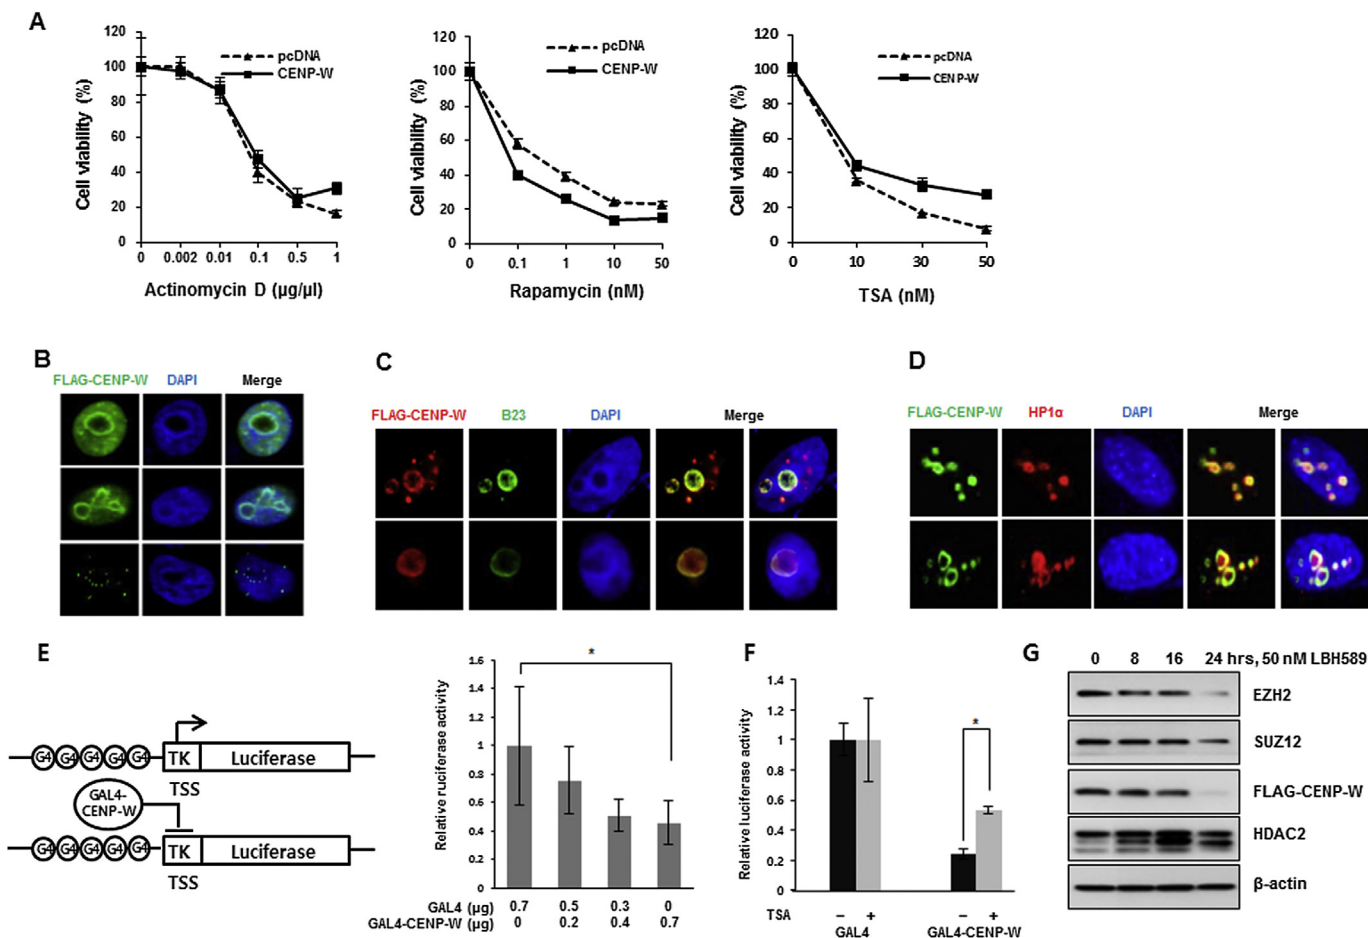 A
120
100
80
60
40
20
0
Cell viability (%)
pcDNA
CENP-W
0 0.002 0.01 0.1 0.5 1
Actinomycin D (µg/µl)
120
100
80
60
40
20
0
Cell vialbility (%)
pcDNA
CENP-W
0 0.1 1 10 50
Rapamycin (nM)
120
100
80
60
40
20
0
Cell viability (%)
pcDNA
CENP-W
0 10 30 50
TSA (nM)
B
FLAG-CENP-W DAPI Merge
C
FLAG-CENP-W B23 DAPI Merge
D
FLAG-CENP-W HP1α DAPI Merge
E
G4 G4 G4 G4 G4 TK Luciferase
TSS
GAL4-
CENP-W
G4 G4 G4 G4 G4 TK Luciferase
TSS
1.6
1.4
1.2
1
0.8
0.6
0.4
0.2
0
Relative ruciferase activity
*
GAL4 (µg) 0.7 0.5 0.3 0
GAL4-CENP-W (µg) 0 0.2 0.4 0.7
F
1.4
1.2
1
0.8
0.6
0.4
0.2
0
Relative luciferase activity
*
TSA − + − +
GAL4 GAL4-CENP-W
G
0 8 16 24 hrs, 50 nM LBH589
EZH2
SUZ12
FLAG-CENP-W
HDAC2
β-actin